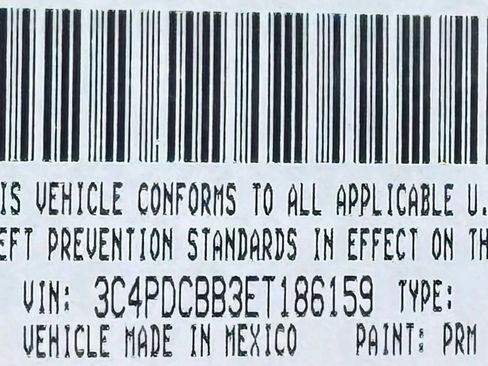 IS VEHICLE CONFORMS TO ALL APPLICABLE U.
EFT PREVENTION STANDARDS IN EFFECT ON TH
VIN: 3C4PDCBB3ET186159 TYPE:
VEHICLE MADE IN MEXICO PAINT: PRM